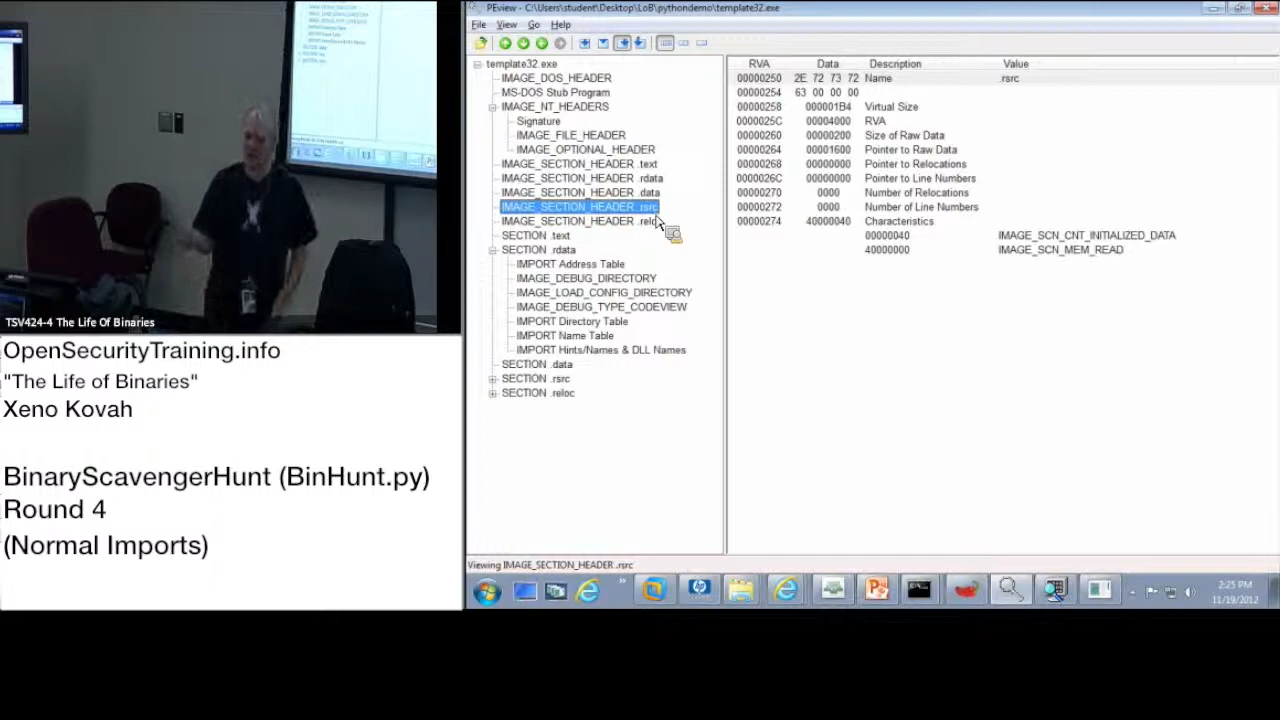 PEview - C:\Users\student\Desktop\LoB\pythondemo\template32.exe
File View Go Help
template32.exe
IMAGE_DOS_HEADER
MS-DOS Stub Program
IMAGE_NT_HEADERS
Signature
IMAGE_FILE_HEADER
IMAGE_OPTIONAL_HEADER
IMAGE_SECTION_HEADER .text
IMAGE_SECTION_HEADER .rdata
IMAGE_SECTION_HEADER .data
IMAGE_SECTION_HEADER .rsrc
IMAGE_SECTION_HEADER .reloc
SECTION .text
SECTION .rdata
IMPORT Address Table
IMAGE_DEBUG_DIRECTORY
IMAGE_LOAD_CONFIG_DIRECTORY
IMAGE_DEBUG_TYPE_CODEVIEW
IMPORT Directory Table
IMPORT Name Table
IMPORT Hints/Names & DLL Names
SECTION .data
SECTION .rsrc
SECTION .reloc
RVA Data Description Value
00000250 2E 72 73 72 Name .rsrc
00000254 63 00 00 00
00000258 000001B4 Virtual Size
0000025C 00004000 RVA
00000260 00000200 Size of Raw Data
00000264 00001600 Pointer to Raw Data
00000268 00000000 Pointer to Relocations
0000026C 00000000 Pointer to Line Numbers
00000270 0000 Number of Relocations
00000272 0000 Number of Line Numbers
00000274 40000040 Characteristics
00000040 IMAGE_SCN_CNT_INITIALIZED_DATA
40000000 IMAGE_SCN_MEM_READ
Viewing IMAGE_SECTION_HEADER .rsrc
2:25 PM
11/19/2012
TSV424-4 The Life Of Binaries
OpenSecurityTraining.info
"The Life of Binaries"
Xeno Kovah
BinaryScavengerHunt (BinHunt.py)
Round 4
(Normal Imports)